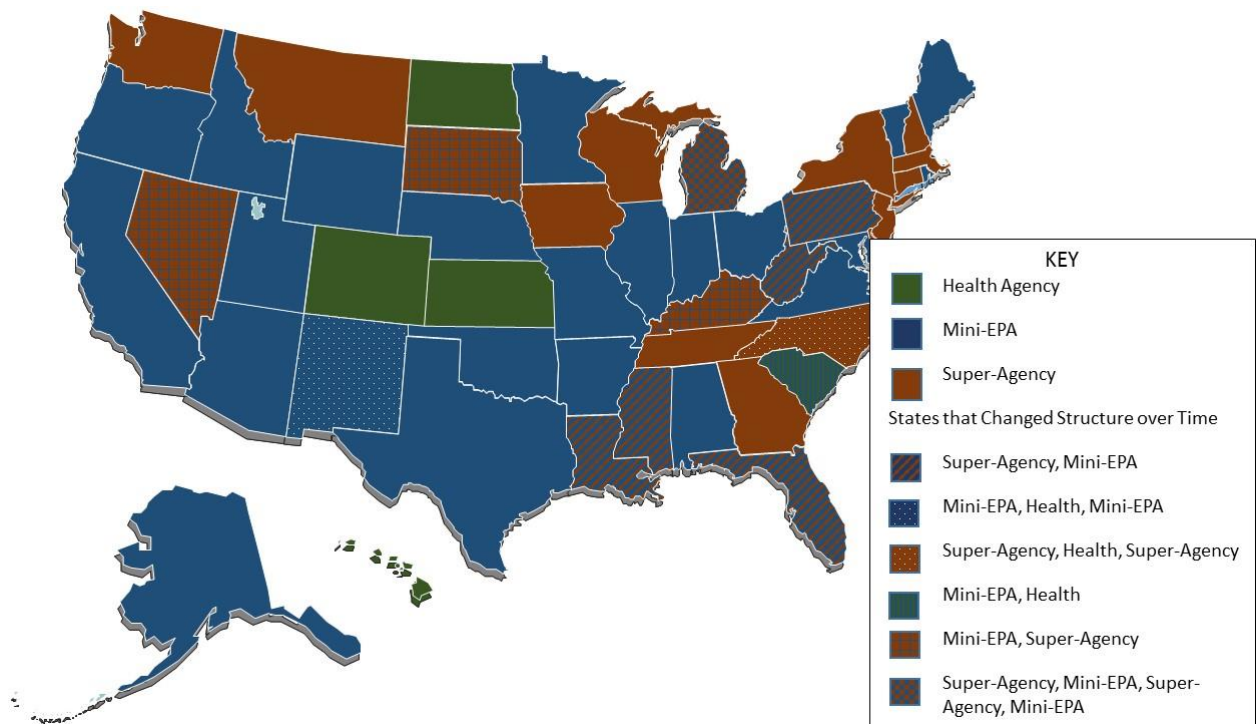 KEY
Health Agency
Mini-EPA
Super-Agency
States that Changed Structure over Time
Super-Agency, Mini-EPA
Mini-EPA, Health, Mini-EPA
Super-Agency, Health, Super-Agency
Mini-EPA, Health
Mini-EPA, Super-Agency
Super-Agency, Mini-EPA, Super-
Agency, Mini-EPA